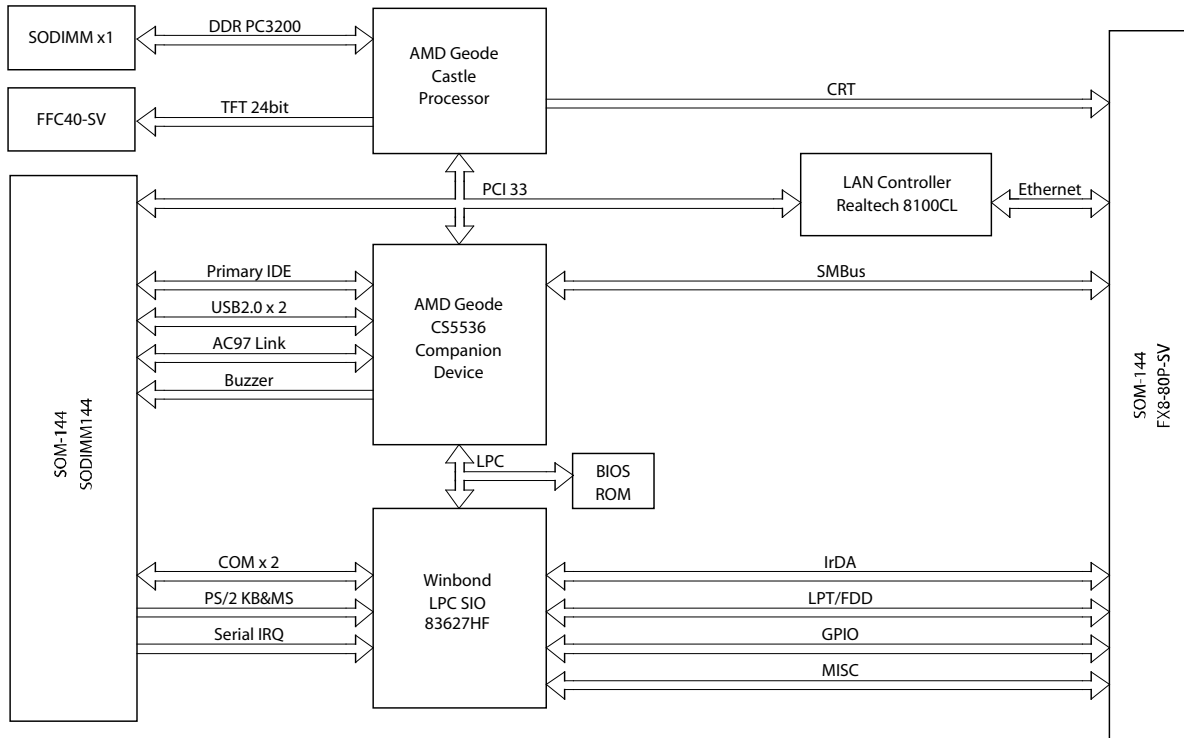 SODIMM x1
DDR PC3200
AMD Geode
Castle
Processor
FFC40-SV
TFT 24bit
CRT
PCI 33
LAN Controller
Realtech 8100CL
Ethernet
Primary IDE
USB2.0 x 2
AC97 Link
Buzzer
AMD Geode
CS5536
Companion
Device
SMBus
SOM-144
SODIMM144
SOM-144
FX8-80P-SV
LPC
BIOS
ROM
COM x 2
PS/2 KB&MS
Serial IRQ
Winbond
LPC SIO
83627HF
IrDA
LPT/FDD
GPIO
MISC